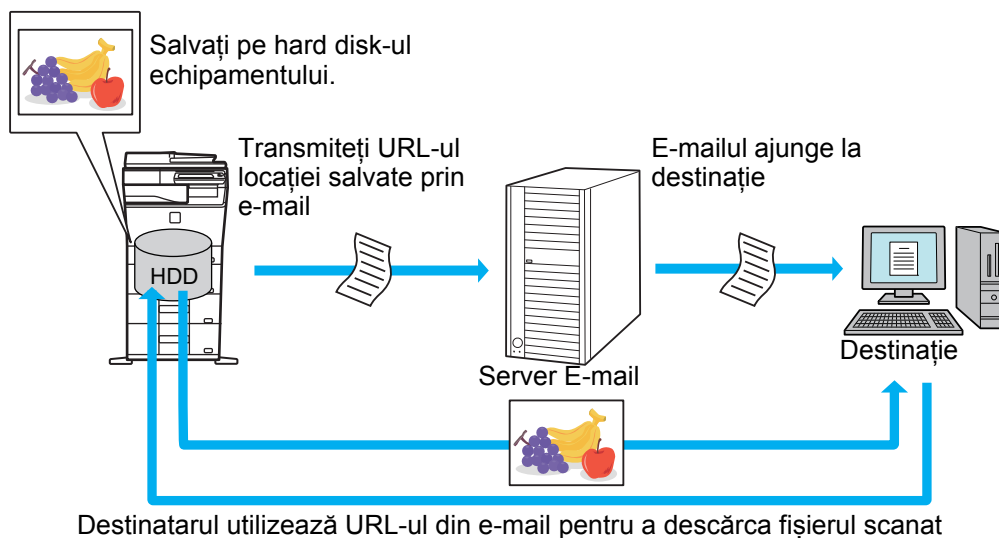 Salvați pe hard disk-ul
echipamentului.
Transmiteți URL-ul
locației salvate prin
e-mail
E-mailul ajunge la
destinație
HDD
Server E-mail
Destinație
Destinatarul utilizează URL-ul din e-mail pentru a descărca fișierul scanat